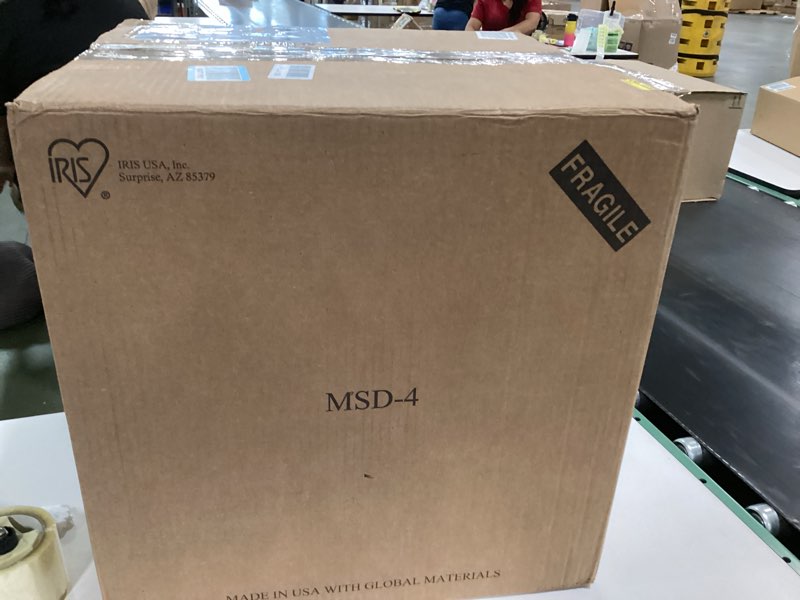 IRIS
®
IRIS USA, Inc.
Surprise, AZ 85379
FRAGILE
MSD-4
MADE IN USA WITH GLOBAL MATERIALS